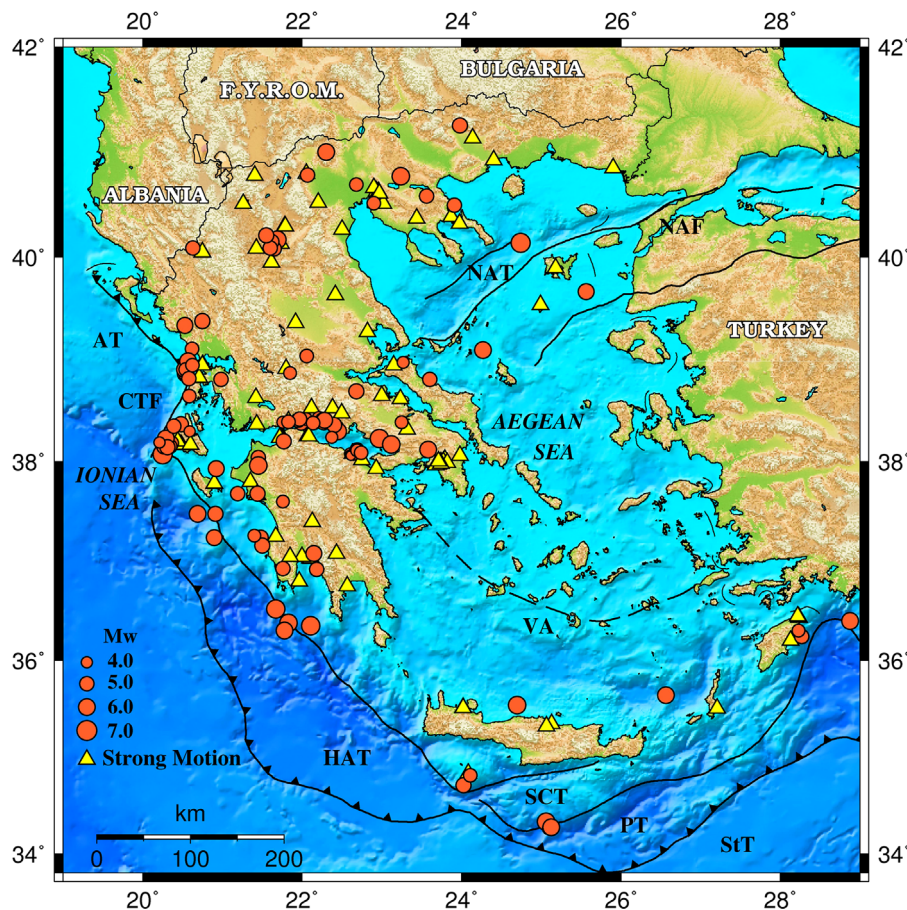 20° 22° 24° 26° 28°
42° 42°
BULGARIA
F.Y.R.O.M.
ALBANIA
NAF
40° 40°
NAT
TURKEY
AT
CTF
AEGEAN
SEA
38° 38°
IONIAN
SEA
VA
Mw
36° 36°
4.0
5.0
6.0
7.0
Strong Motion
HAT
SCT
km
PT
StT
0 100 200
34° 34°
20° 22° 24° 26° 28°